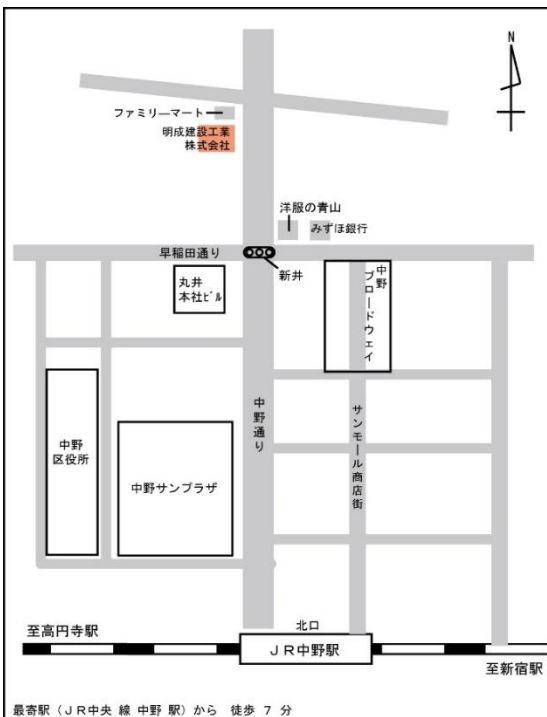 N
ファミリーマート
明成建設工業
株式会社
洋服の青山
みずほ銀行
早稲田通り
新井
丸井
本社ビル
中野
ブロードウェイ
中野通り
サンモール商店街
中野
区役所
中野サンプラザ
北口
至高円寺駅
JR中野駅
至新宿駅
最寄駅(JR中央 線 中野 駅)から 徒歩 7 分